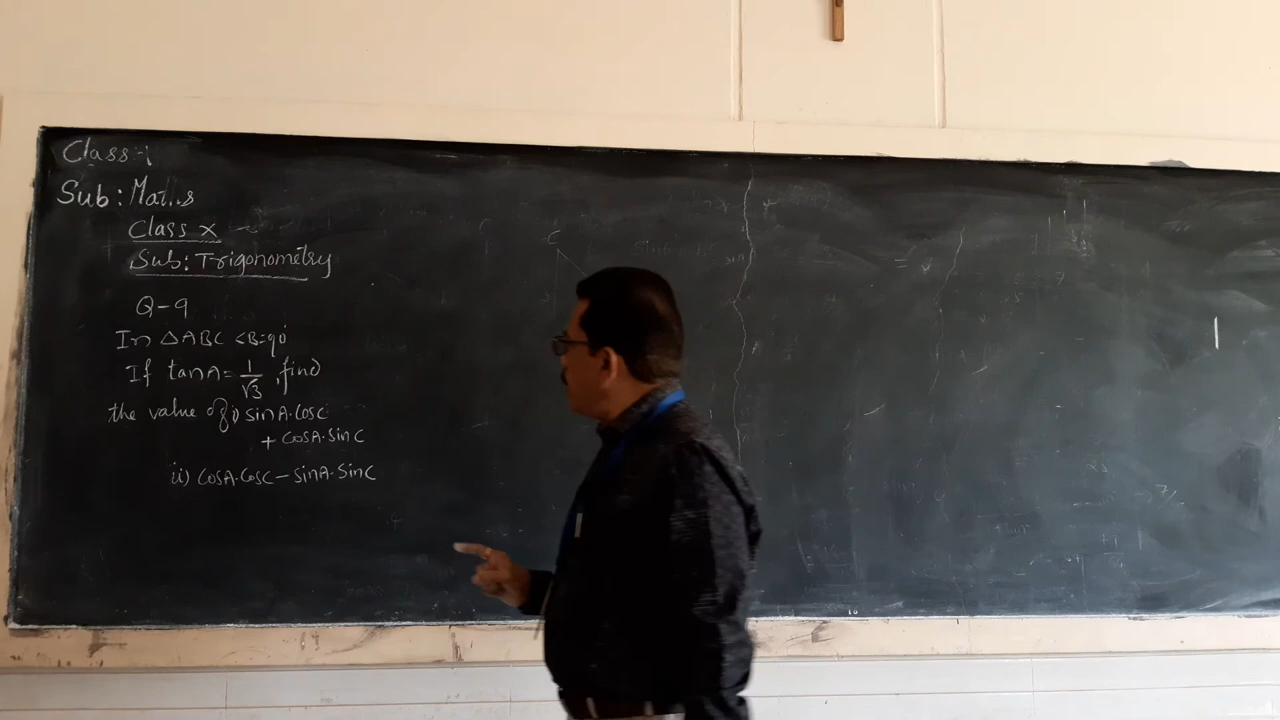 Class:-
Sub: Maths
Class X
Sub: Trigonometry
Q-9
In △ABC <B=90°
If tanA=1/√3, find
the value of i) sinA.cosC
+ cosA.sinC
ii) cosA.cosC - sinA.sinC
C